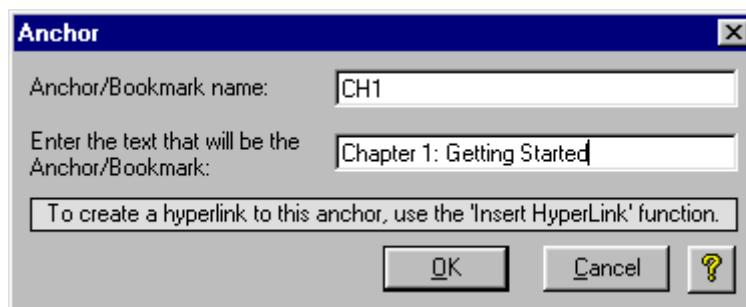 Anchor
Anchor/Bookmark name:
CH1
Enter the text that will be the
Anchor/Bookmark:
Chapter 1: Getting Started
To create a hyperlink to this anchor, use the 'Insert HyperLink' function.
OK
Cancel
?